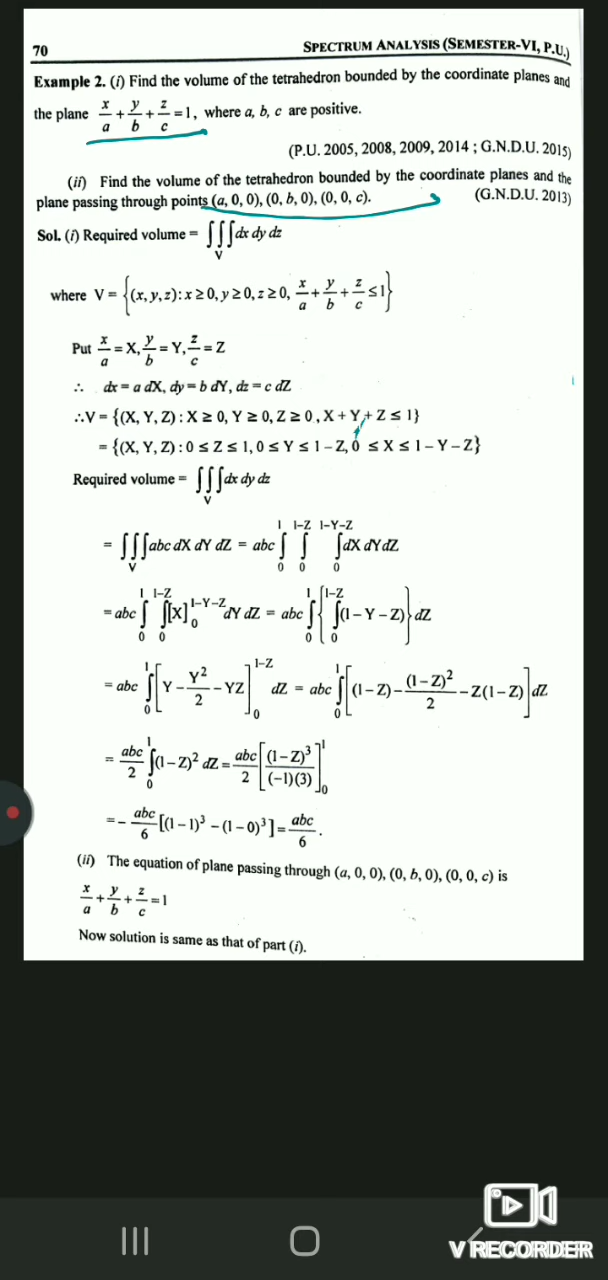 70 SPECTRUM ANALYSIS (SEMESTER-VI, P.U.)
Example 2. (i) Find the volume of the tetrahedron bounded by the coordinate planes and
the plane x/a + y/b + z/c = 1, where a, b, c are positive.
(P.U. 2005, 2008, 2009, 2014 ; G.N.D.U. 2015)
(ii) Find the volume of the tetrahedron bounded by the coordinate planes and the
plane passing through points (a, 0, 0), (0, b, 0), (0, 0, c). (G.N.D.U. 2013)
Sol. (i) Required volume = ∭_V dx dy dz
where V = {(x, y, z) : x ≥ 0, y ≥ 0, z ≥ 0, x/a + y/b + z/c ≤ 1}
Put x/a = X, y/b = Y, z/c = Z
∴ dx = a dX, dy = b dY, dz = c dZ
∴ V = {(X, Y, Z) : X ≥ 0, Y ≥ 0, Z ≥ 0, X + Y + Z ≤ 1}
= {(X, Y, Z) : 0 ≤ Z ≤ 1, 0 ≤ Y ≤ 1 – Z, 0 ≤ X ≤ 1 – Y – Z}
Required volume = ∭_V dx dy dz
= ∭_V abc dX dY dZ = abc ∫_0^1 ∫_0^{1–Z} ∫_0^{1–Y–Z} dX dY dZ
= abc ∫_0^1 ∫_0^{1–Z} [X]_0^{1–Y–Z} dY dZ = abc ∫_0^1 {∫_0^{1–Z} (1 – Y – Z)} dZ
= abc ∫_0^1 [Y – Y²/2 – YZ]_0^{1–Z} dZ = abc ∫_0^1 [(1 – Z) – (1 – Z)²/2 – Z(1 – Z)] dZ
= abc/2 ∫_0^1 (1 – Z)² dZ = abc/2 [(1 – Z)³/(–1)(3)]_0^1
= – abc/6 [(1 – 1)³ – (1 – 0)³] = abc/6 .
(ii) The equation of plane passing through (a, 0, 0), (0, b, 0), (0, 0, c) is
x/a + y/b + z/c = 1
Now solution is same as that of part (i).
V RECORDER